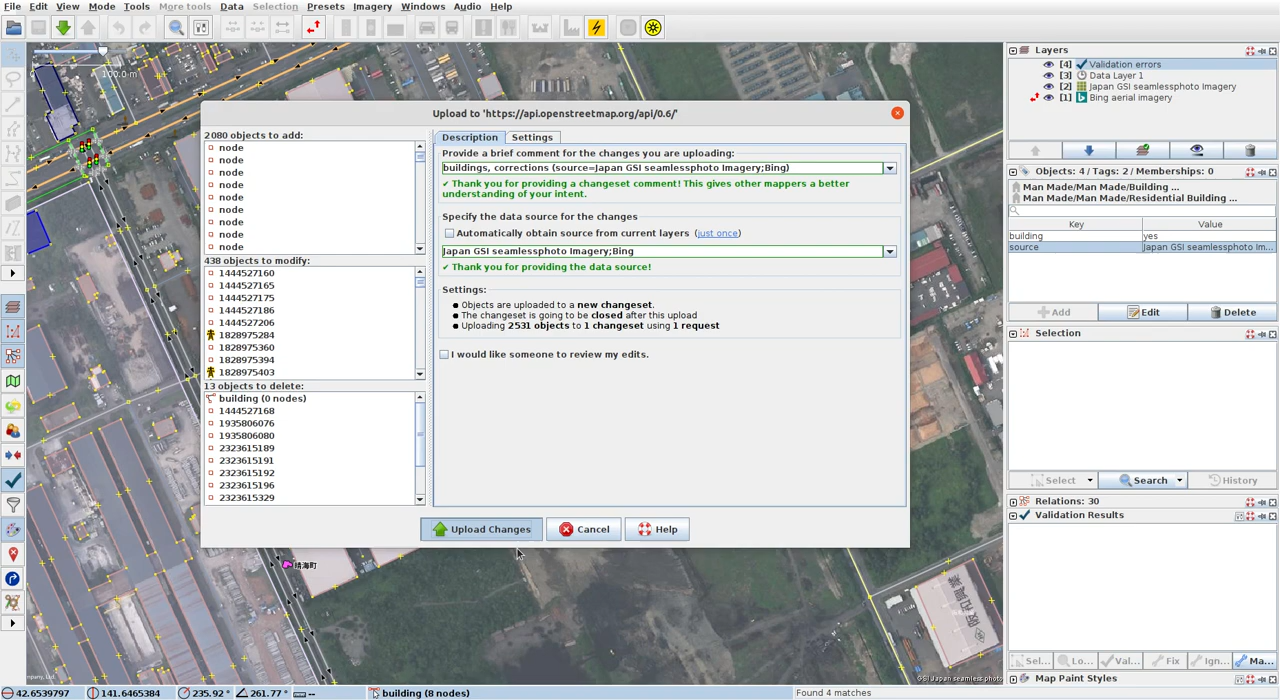 File Edit View Mode Tools More tools Data Selection Presets Imagery Windows Audio Help
100.0 m
Upload to 'https://api.openstreetmap.org/api/0.6/'
2080 objects to add:
node
node
node
node
node
node
node
node
node
438 objects to modify:
1444527160
1444527165
1444527175
1444527186
1444527206
1828975284
1828975360
1828975394
1828975403
13 objects to delete:
building (0 nodes)
1444527168
1935806076
1935806080
2323615189
2323615191
2323615192
2323615196
2323615329
Description Settings
Provide a brief comment for the changes you are uploading:
buildings, corrections (source=Japan GSI seamlessphoto Imagery;Bing)
✔ Thank you for providing a changeset comment! This gives other mappers a better
understanding of your intent.
Specify the data source for the changes
Automatically obtain source from current layers (just once)
Japan GSI seamlessphoto Imagery;Bing
✔ Thank you for providing the data source!
Settings:
● Objects are uploaded to a new changeset.
● The changeset is going to be closed after this upload
● Uploading 2531 objects to 1 changeset using 1 request
I would like someone to review my edits.
Upload Changes Cancel Help
晴海町
Layers
[4] Validation errors
[3] Data Layer 1
[2] Japan GSI seamlessphoto Imagery
[1] Bing aerial imagery
Objects: 4 / Tags: 2 / Memberships: 0
Man Made/Man Made/Building ...
Man Made/Man Made/Residential Building ...
Key Value
building yes
source Japan GSI seamlessphoto Im...
Add Edit Delete
Selection
Select Search History
Relations: 30
Validation Results
Sel... Lo... Val... Fix Ign... Ma...
Map Paint Styles
GSI Japan seamlessphoto
42.6539797 141.6465384 235.92 ° 261.77 ° -- building (8 nodes) Found 4 matches